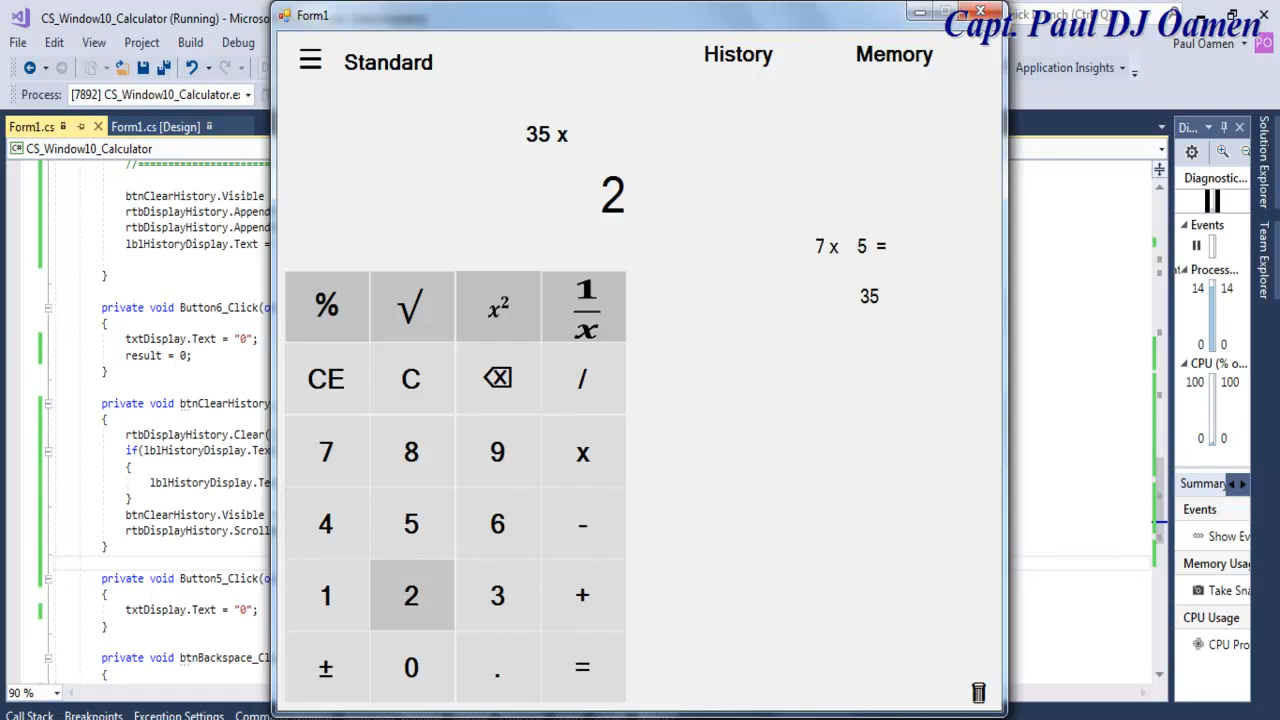 CS_Window10_Calculator (Running)
Form1
Capt. Paul DJ Oamen
File Edit View Project Build Debug
Paul Oamen PO
Application Insights
Process: [7892] CS_Window10_Calculator.e
Form1.cs Form1.cs [Design]
CS_Window10_Calculator
Standard
History Memory
35 x
2
7 x 5 =
35
%
√
x²
1/x
CE C ⌫ /
7 8 9 x
4 5 6 -
1 2 3 +
± 0 . =
//========================
btnClearHistory.Visible
rtbDisplayHistory.Append
rtbDisplayHistory.Append
lblHistoryDisplay.Text =
}
private void Button6_Click(o
{
txtDisplay.Text = "0";
result = 0;
}
private void btnClearHistory
{
rtbDisplayHistory.Clear(
if(lblHistoryDisplay.Tex
{
lblHistoryDisplay.Te
}
btnClearHistory.Visible
rtbDisplayHistory.Scroll
}
private void Button5_Click(o
{
txtDisplay.Text = "0";
}
private void btnBackspace_Cl
{
90 %
Call Stack Breakpoints Exception Settings Comm
Di...
Diagnostic...
Events
Process...
14 14
0 0
CPU (% o...
100 100
0 0
Summary
Events
Show Ev
Memory Usag
Take Sna
CPU Usage
CPU Pro
Solution Explorer
Team Explorer